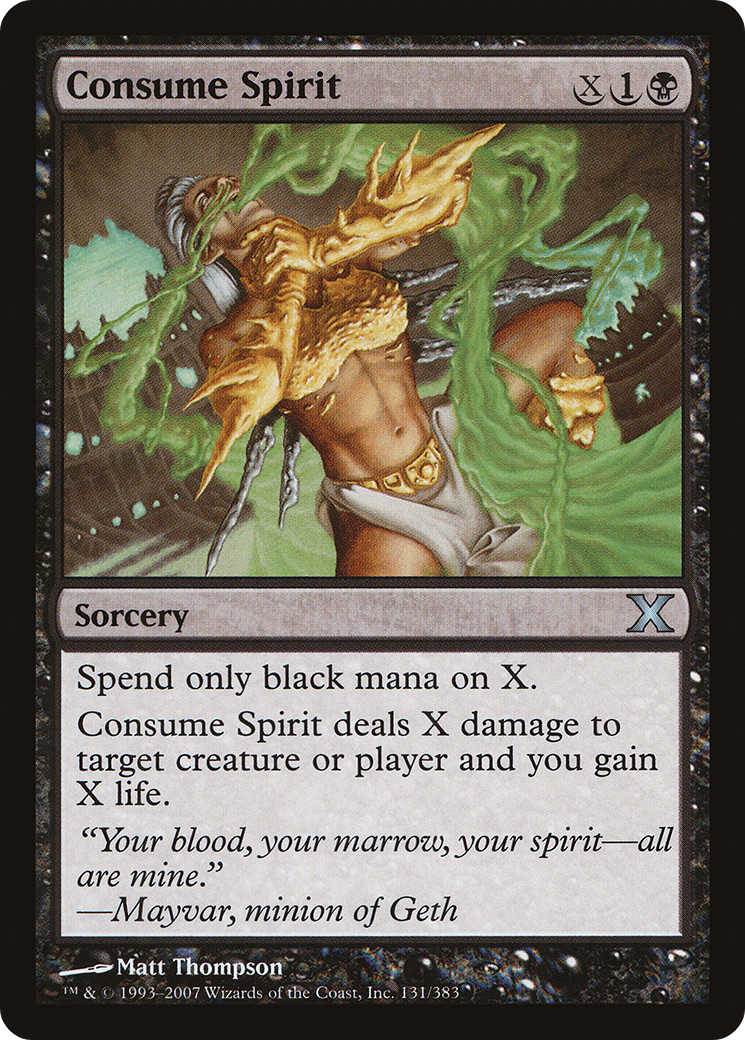 Consume Spirit X1
Sorcery X
Spend only black mana on X.
Consume Spirit deals X damage to
target creature or player and you gain
X life.
“Your blood, your marrow, your spirit—all
are mine.”
—Mayvar, minion of Geth
Matt Thompson
™ & © 1993–2007 Wizards of the Coast, Inc. 131/383